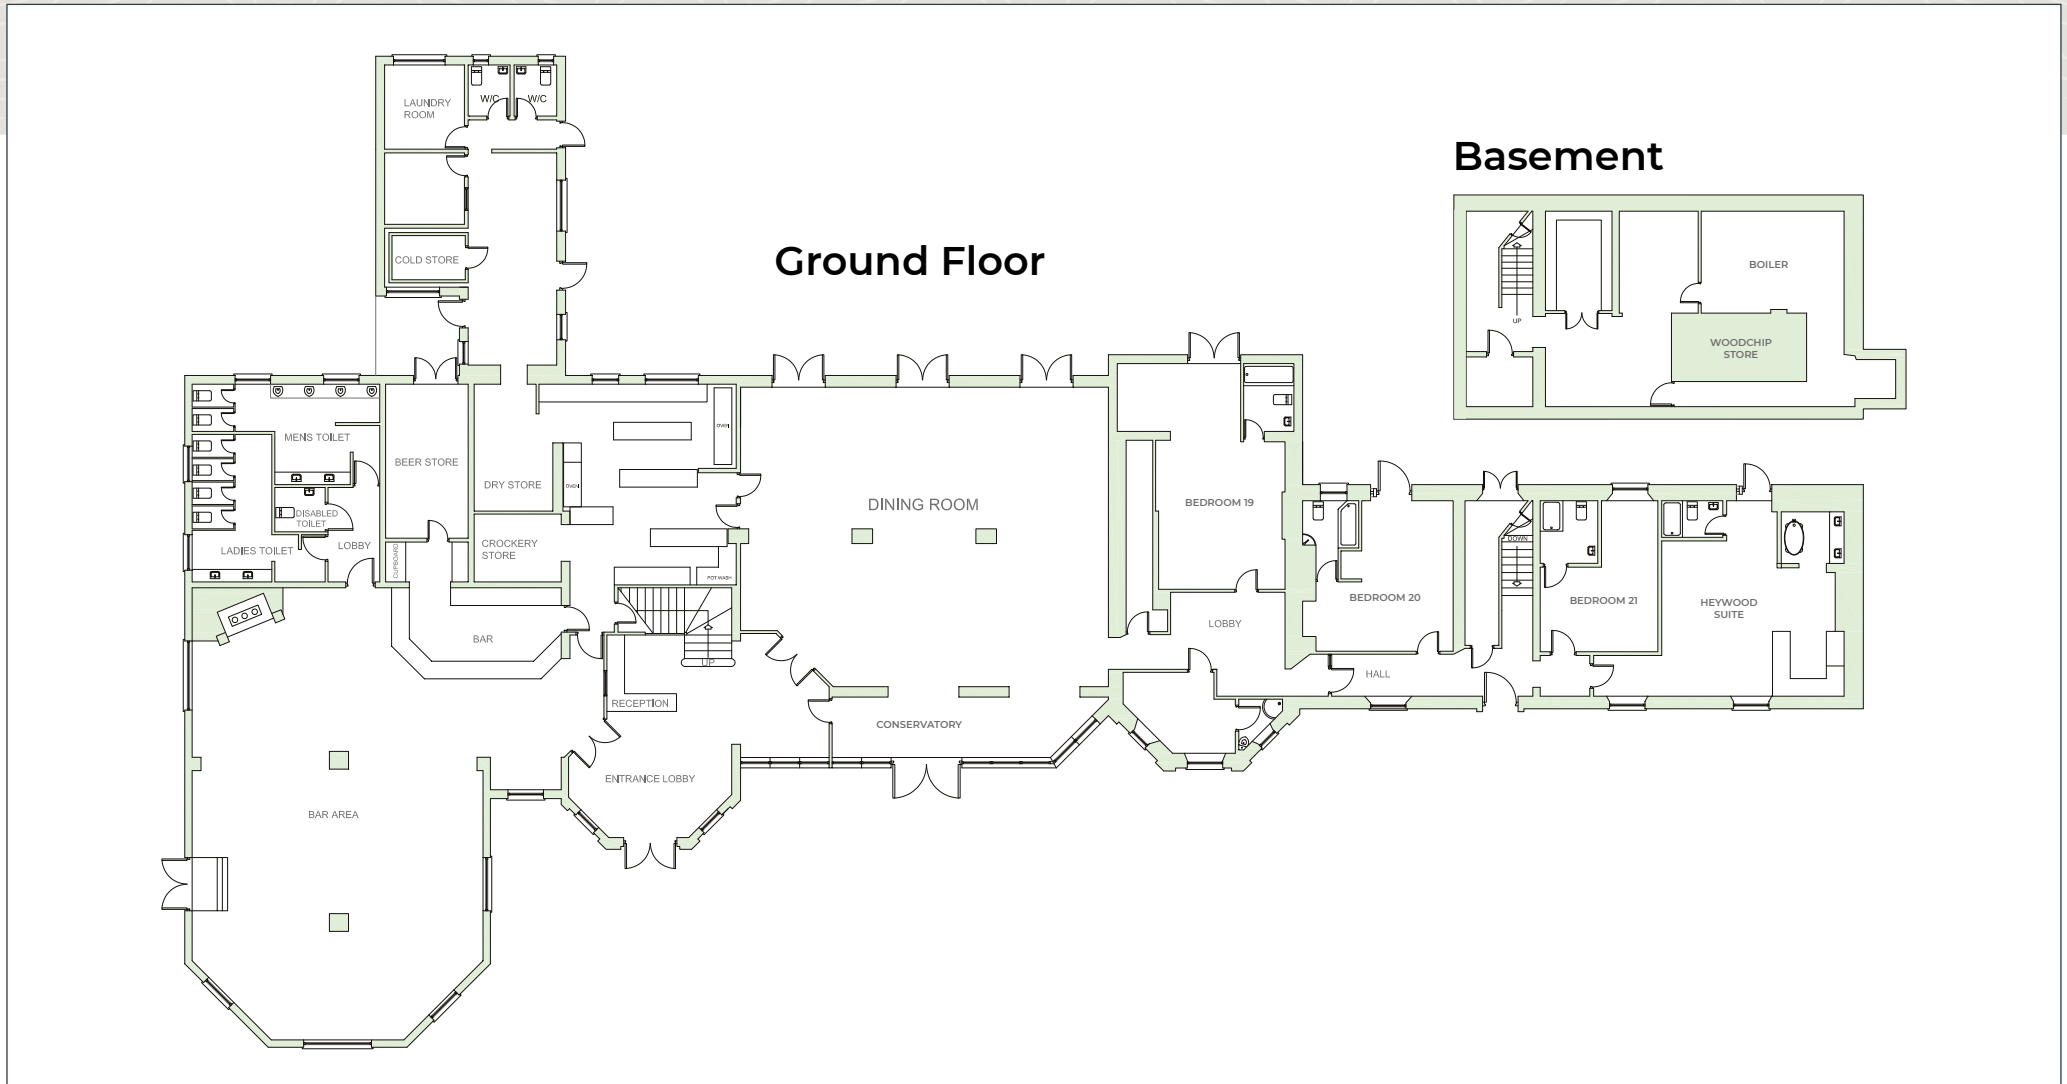 W/C
W/C
LAUNDRY
ROOM
Basement
COLD STORE
Ground Floor
BOILER
UP
WOODCHIP
STORE
OVEN
MENS TOILET
BEER STORE
DRY STORE
OVEN
DINING ROOM
BEDROOM 19
DISABLED
TOILET
LOBBY
LADIES TOILET
CUPBOARD
CROCKERY
STORE
POT WASH
DOWN
BEDROOM 20
BEDROOM 21
HEYWOOD
SUITE
LOBBY
BAR
UP
HALL
RECEPTION
CONSERVATORY
ENTRANCE LOBBY
BAR AREA